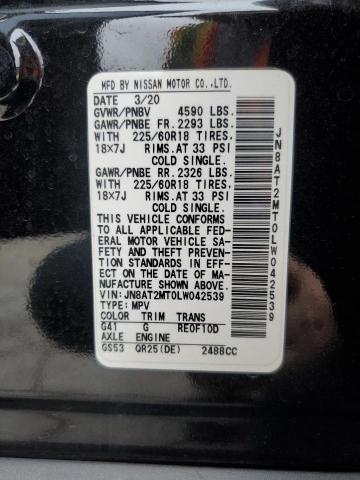 MFD BY NISSAN MOTOR CO.,LTD.
DATE 3/20
GVWR/PNBV 4590 LBS.
GAWR/PNBE FR. 2293 LBS.
WITH 225/60R18 TIRES.
18X7J RIMS.AT 33 PSI
COLD SINGLE.
GAWR/PNBE RR. 2326 LBS.
WITH 225/60R18 TIRES.
18X7J RIMS.AT 33 PSI
COLD SINGLE.
THIS VEHICLE CONFORMS
TO ALL APPLICABLE FED-
ERAL MOTOR VEHICLE SA-
FETY AND THEFT PREVEN-
TION STANDARDS IN EFF-
ECT ON THE DATE OF MA-
NUFACTURE SHOWN ABOVE.
VIN:JN8AT2MT0LW042539
TYPE: MPV
COLOR TRIM TRANS
G41 G RE0F10D
AXLE ENGINE
GS53 QR25(DE) 2488CC
JN8AT2MT0LW042539